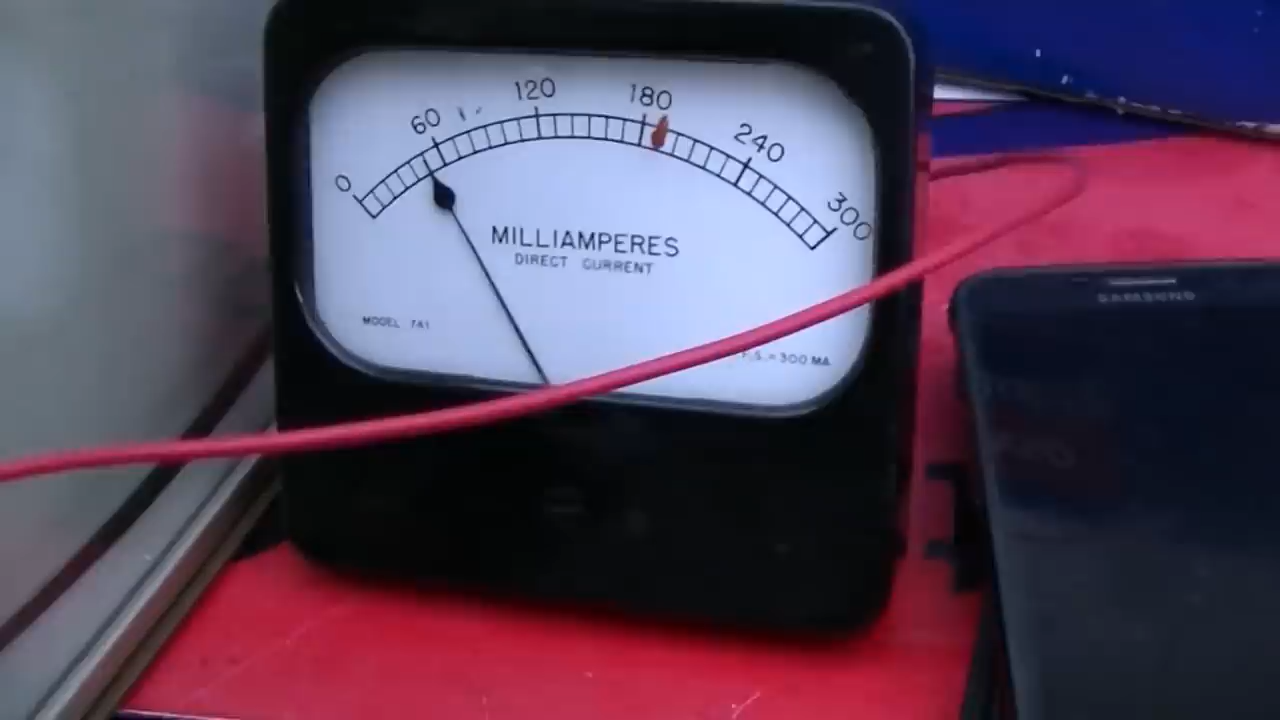 0 60 120 180 240 300
MILLIAMPERES
DIRECT CURRENT
MODEL 741
F.S.=300 MA
SAMSUNG